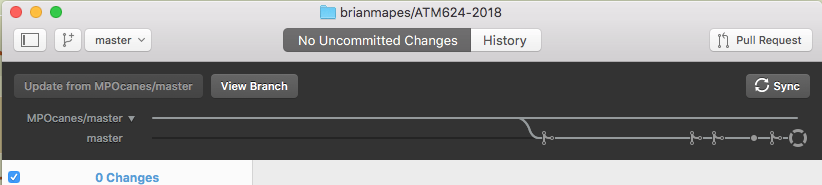 brianmapes/ATM624-2018
master No Uncommitted Changes History Pull Request
Update from MPOcanes/master View Branch Sync
MPOcanes/master
master
0 Changes